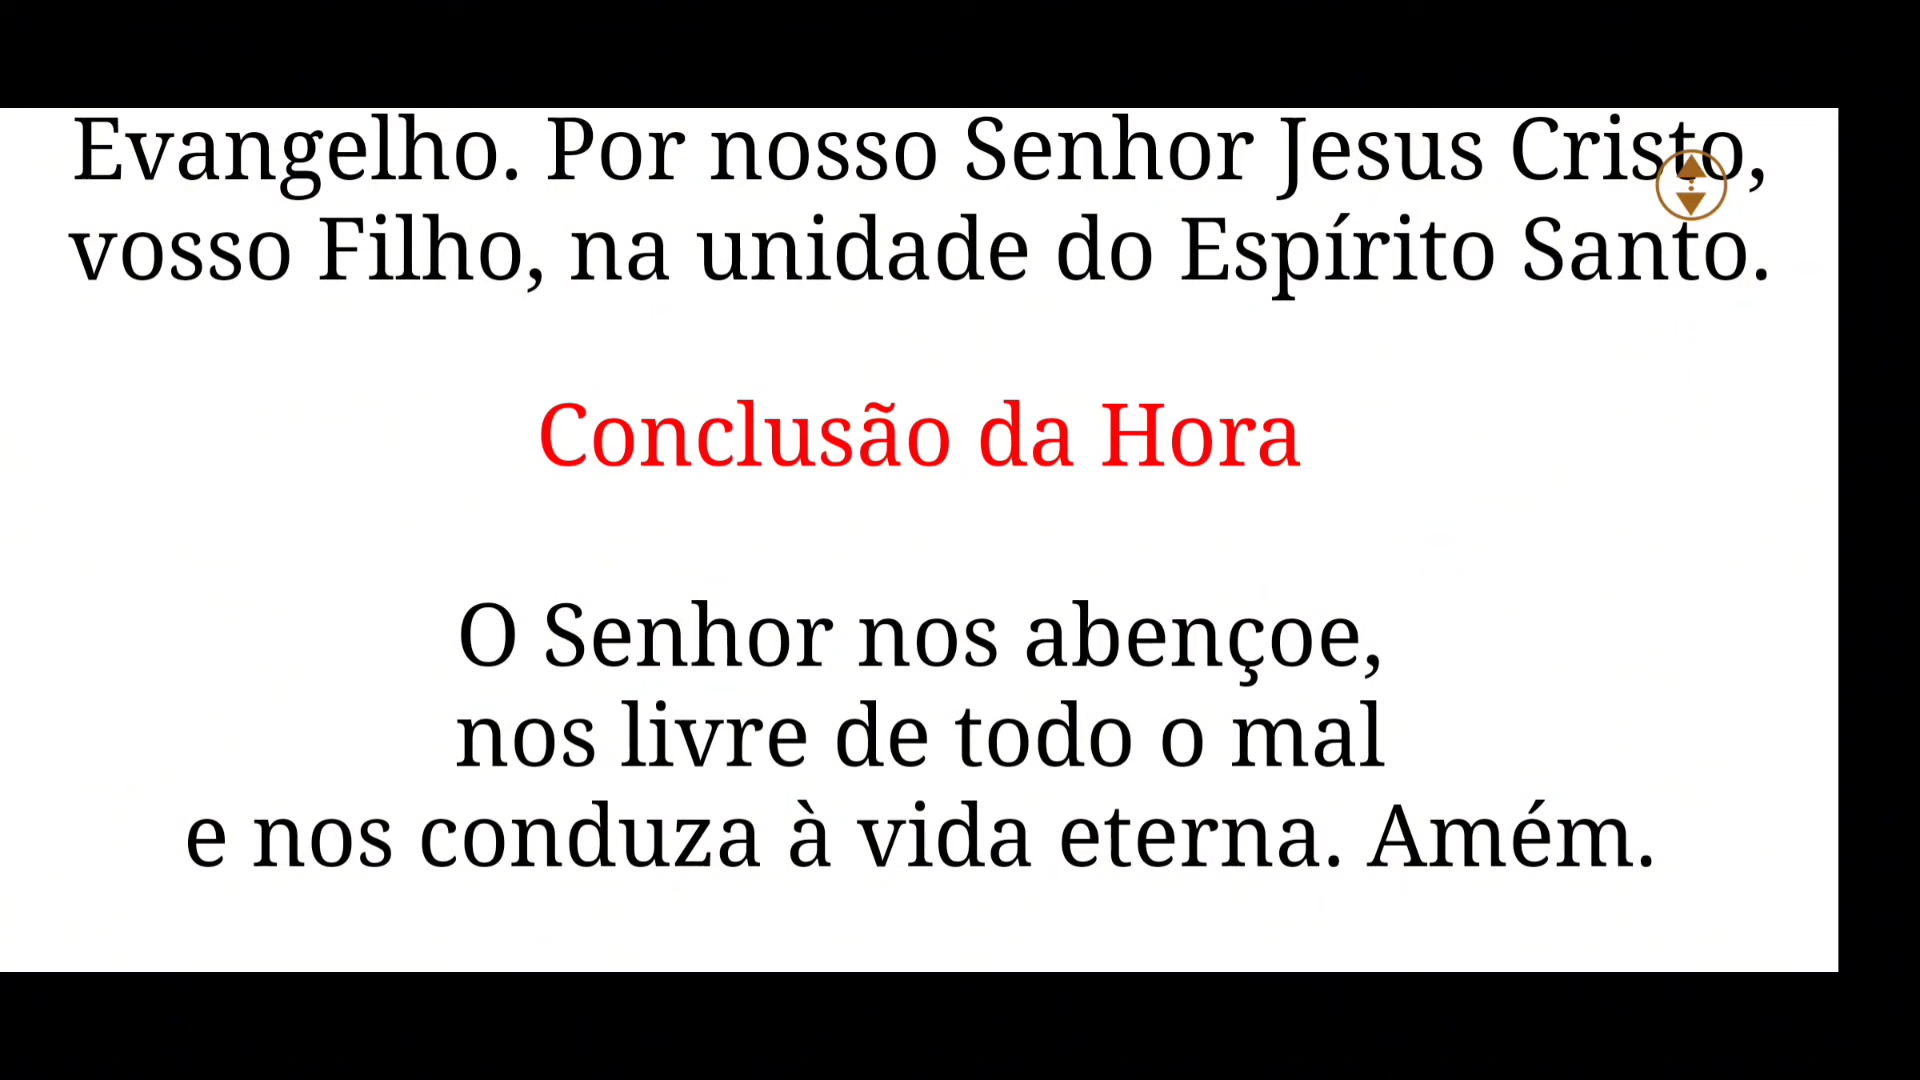 Evangelho. Por nosso Senhor Jesus Cristo,
vosso Filho, na unidade do Espírito Santo.
Conclusão da Hora
O Senhor nos abençoe,
nos livre de todo o mal
e nos conduza à vida eterna. Amém.